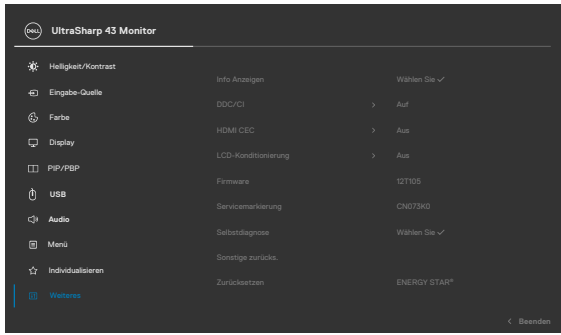 DELL UltraSharp 43 Monitor
Helligkeit/Kontrast
Eingabe-Quelle
Farbe
Display
PIP/PBP
USB
Audio
Menü
Individualisieren
Weiteres
Info Anzeigen Wählen Sie ✓
DDC/CI > Auf
HDMI CEC > Aus
LCD-Konditionierung > Aus
Firmware 12T105
Servicemarkierung CN073K0
Selbstdiagnose Wählen Sie ✓
Sonstige zurücks.
Zurücksetzen ENERGY STAR®
< Beenden